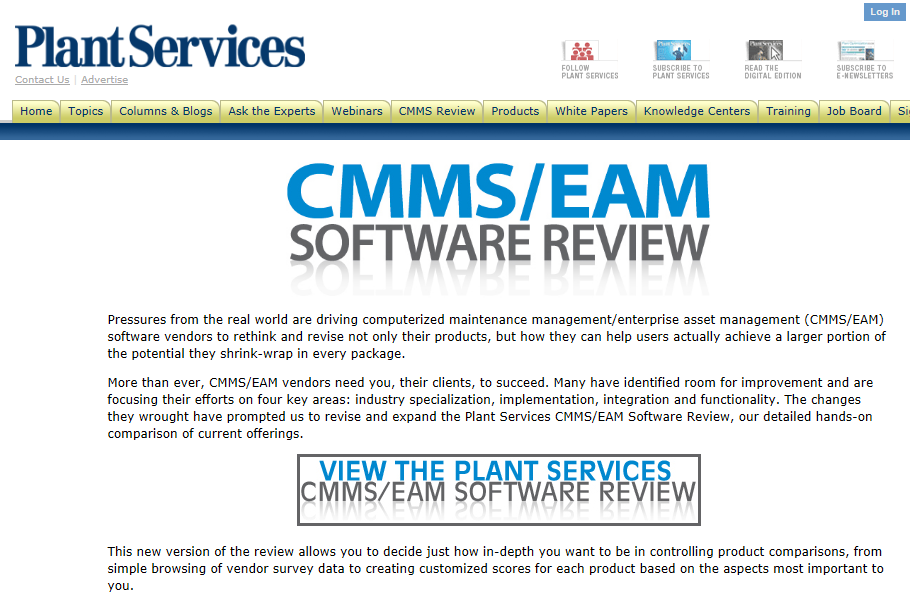 Log In
PlantServices
Contact Us | Advertise
FOLLOW
PLANT SERVICES
SUBSCRIBE TO
PLANT SERVICES
READ THE
DIGITAL EDITION
SUBSCRIBE TO
E-NEWSLETTERS
Home Topics Columns & Blogs Ask the Experts Webinars CMMS Review Products White Papers Knowledge Centers Training Job Board
CMMS/EAM
SOFTWARE REVIEW
Pressures from the real world are driving computerized maintenance management/enterprise asset management (CMMS/EAM)
software vendors to rethink and revise not only their products, but how they can help users actually achieve a larger portion of
the potential they shrink-wrap in every package.
More than ever, CMMS/EAM vendors need you, their clients, to succeed. Many have identified room for improvement and are
focusing their efforts on four key areas: industry specialization, implementation, integration and functionality. The changes
they wrought have prompted us to revise and expand the Plant Services CMMS/EAM Software Review, our detailed hands-on
comparison of current offerings.
VIEW THE PLANT SERVICES
CMMS/EAM SOFTWARE REVIEW
This new version of the review allows you to decide just how in-depth you want to be in controlling product comparisons, from
simple browsing of vendor survey data to creating customized scores for each product based on the aspects most important to
you.